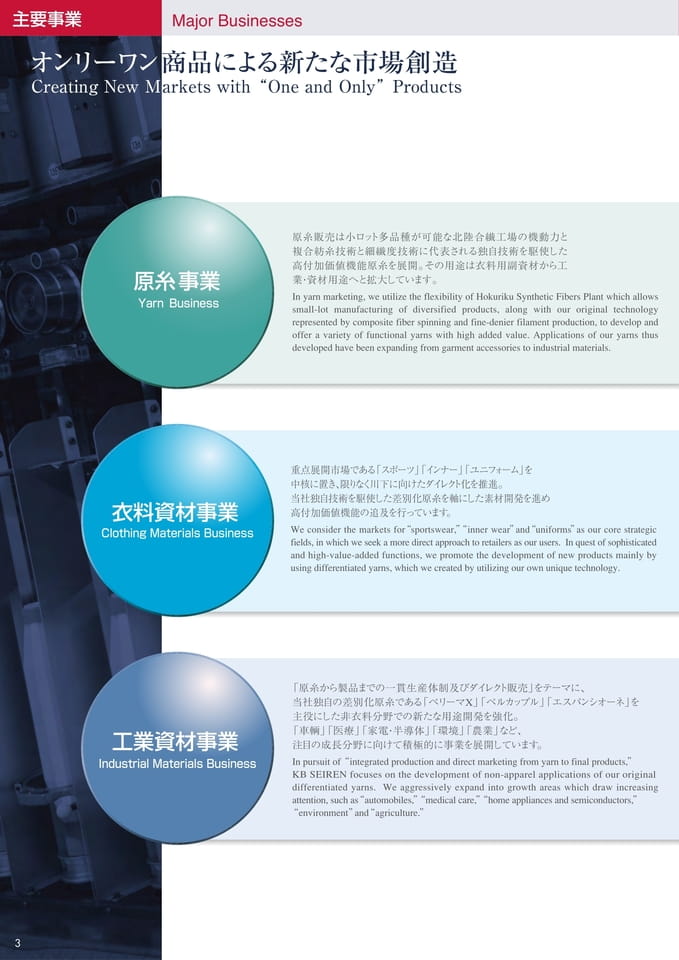 主要事業
Major Businesses
オンリーワン商品による新たな市場創造
Creating New Markets with “One and Only” Products
原糸事業
Yarn Business
原糸販売は小ロット多品種が可能な北陸合繊工場の機動力と
複合紡糸技術と細繊度技術に代表される独自技術を駆使した
高付加価値機能原糸を展開。その用途は衣料用副資材から工
業・資材用途へと拡大しています。
In yarn marketing, we utilize the flexibility of Hokuriku Synthetic Fibers Plant which allows
small-lot manufacturing of diversified products, along with our original technology
represented by composite fiber spinning and fine-denier filament production, to develop and
offer a variety of functional yarns with high added value. Applications of our yarns thus
developed have been expanding from garment accessories to industrial materials.
衣料資材事業
Clothing Materials Business
重点展開市場である「スポーツ」「インナー」「ユニフォーム」を
中核に置き、限りなく川下に向けたダイレクト化を推進。
当社独自技術を駆使した差別化原糸を軸にした素材開発を進め
高付加価値機能の追及を行っています。
We consider the markets for “sportswear,” “inner wear” and “uniforms” as our core strategic
fields, in which we seek a more direct approach to retailers as our users. In quest of sophisticated
and high-value-added functions, we promote the development of new products mainly by
using differentiated yarns, which we created by utilizing our own unique technology.
工業資材事業
Industrial Materials Business
「原糸から製品までの一貫生産体制及びダイレクト販売」をテーマに、
当社独自の差別化原糸である「ベリーマX」「ベルカップル」「エスパンシオーネ」を
主役にした非衣料分野での新たな用途開発を強化。
「車輌」「医療」「家電・半導体」「環境」「農業」など、
注目の成長分野に向けて積極的に事業を展開しています。
In pursuit of “integrated production and direct marketing from yarn to final products,”
KB SEIREN focuses on the development of non-apparel applications of our original
differentiated yarns. We aggressively expand into growth areas which draw increasing
attention, such as “automobiles,” “medical care,” “home appliances and semiconductors,”
“environment” and “agriculture.”
3